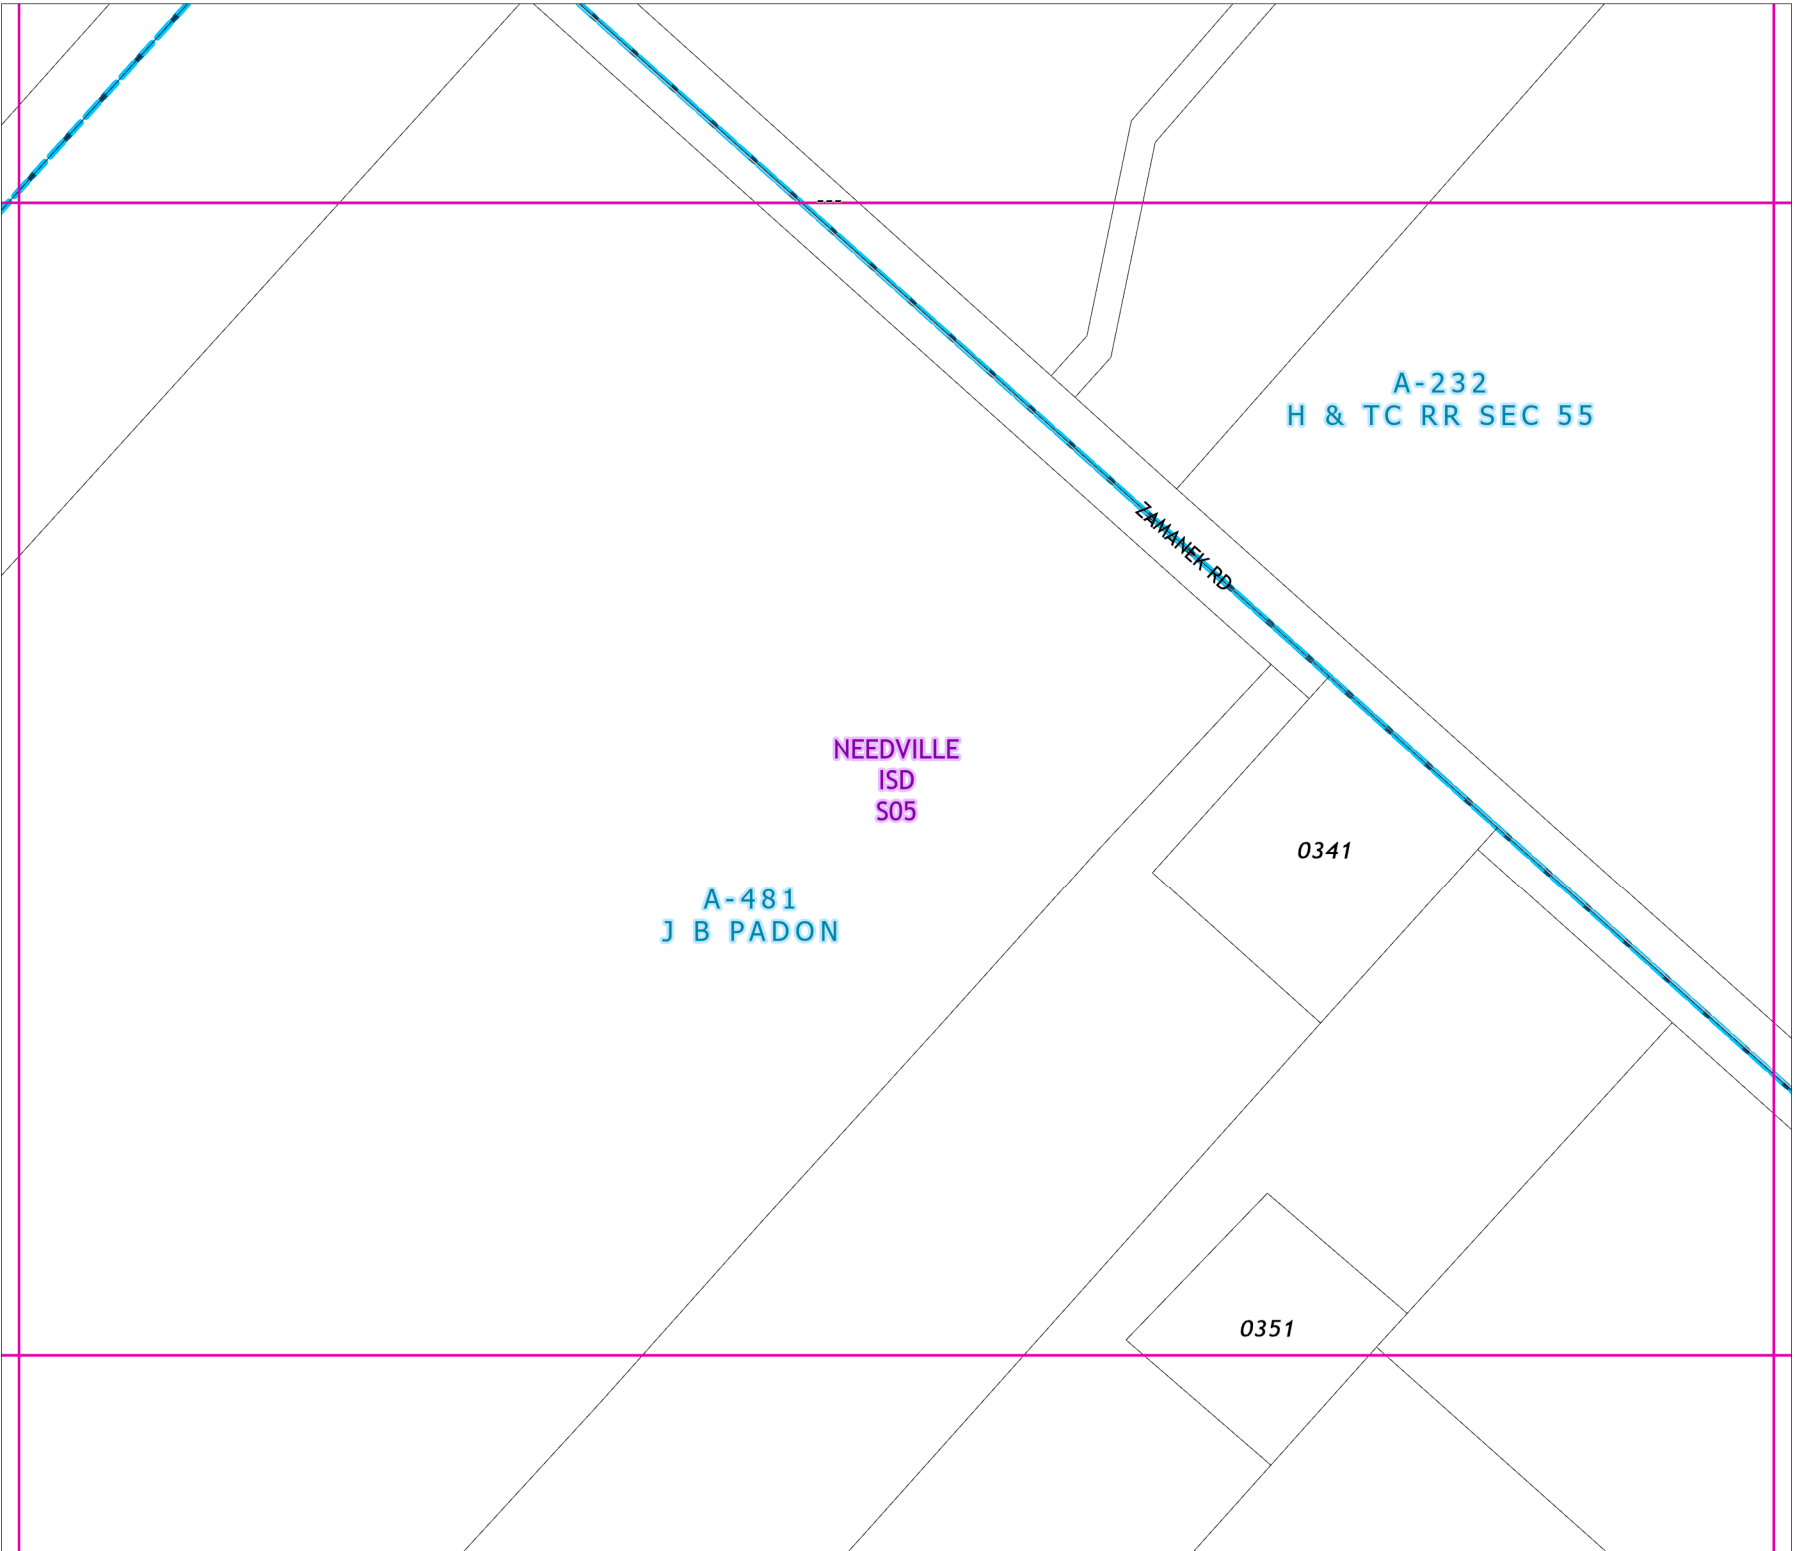 ---
A-232
H & TC RR SEC 55
ZAMANEK RD
NEEDVILLE
ISD
S05
0341
A-481
J B PADON
0351